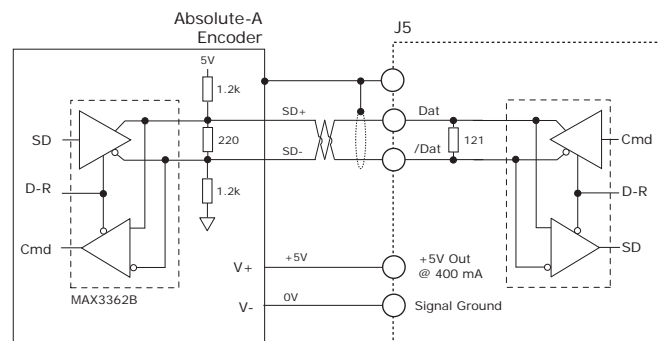 Absolute-A
Encoder
J5
5V
1.2k
SD+
Dat
SD
220
121
Cmd
SD-
/Dat
D-R
1.2k
D-R
Cmd
SD
V+
+5V
+5V Out
@ 400 mA
MAX3362B
V-
0V
Signal Ground